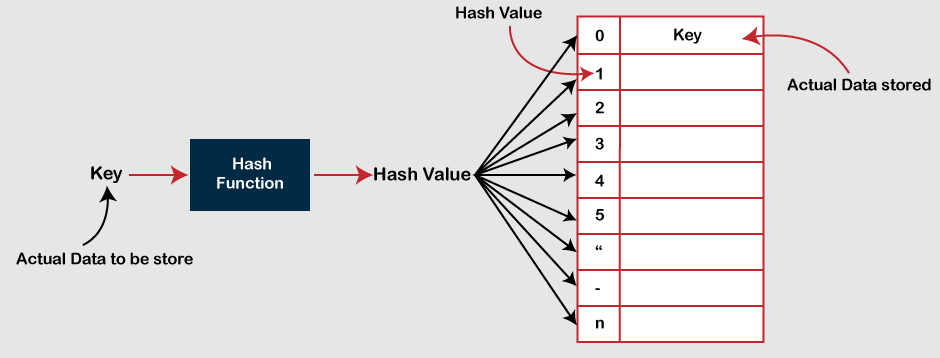 Hash Value
0 Key
1
Actual Data stored
2
3
Hash
Function
Key
Hash Value
4
5
“
Actual Data to be store
-
n